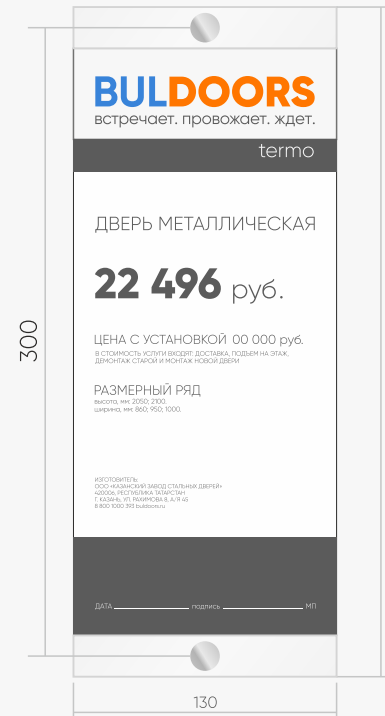 BULDOORS
встречает. провожает. ждет.
termo
ДВЕРЬ МЕТАЛЛИЧЕСКАЯ
22 496 руб.
ЦЕНА С УСТАНОВКОЙ 00 000 руб.
В СТОИМОСТЬ УСЛУГИ ВХОДЯТ: ДОСТАВКА, ПОДЪЕМ НА ЭТАЖ,
ДЕМОНТАЖ СТАРОЙ И МОНТАЖ НОВОЙ ДВЕРИ
РАЗМЕРНЫЙ РЯД
высота, мм: 2050; 2100.
ширина, мм: 860; 950; 1000.
300
ИЗГОТОВИТЕЛЬ:
ООО «КАЗАНСКИЙ ЗАВОД СТАЛЬНЫХ ДВЕРЕЙ»
420006, РЕСПУБЛИКА ТАТАРСТАН
Г. КАЗАНЬ, УЛ. РАХИМОВА 8, А/Я 45
8 800 1000 393 buldoors.ru
ДАТА подпись МП
130